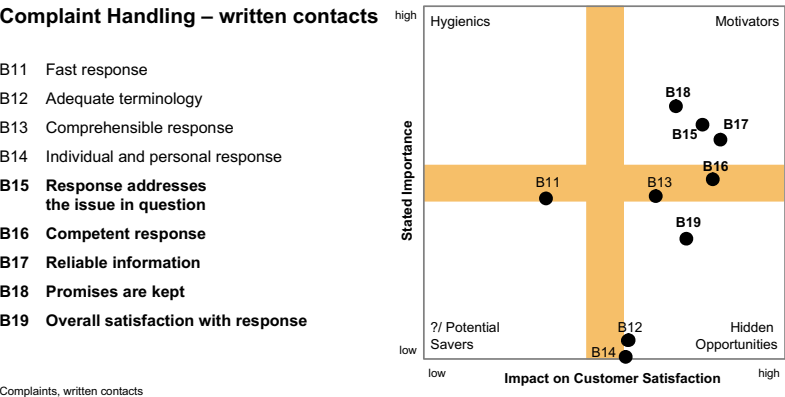 Complaint Handling – written contacts
B11 Fast response
B12 Adequate terminology
B13 Comprehensible response
B14 Individual and personal response
B15 Response addresses
the issue in question
B16 Competent response
B17 Reliable information
B18 Promises are kept
B19 Overall satisfaction with response
Complaints, written contacts
high
Hygienics
Motivators
B18
B15
B17
B16
B11
B13
B19
Stated Importance
?/ Potential
Savers
B12
B14
Hidden
Opportunities
low
low
Impact on Customer Satisfaction
high